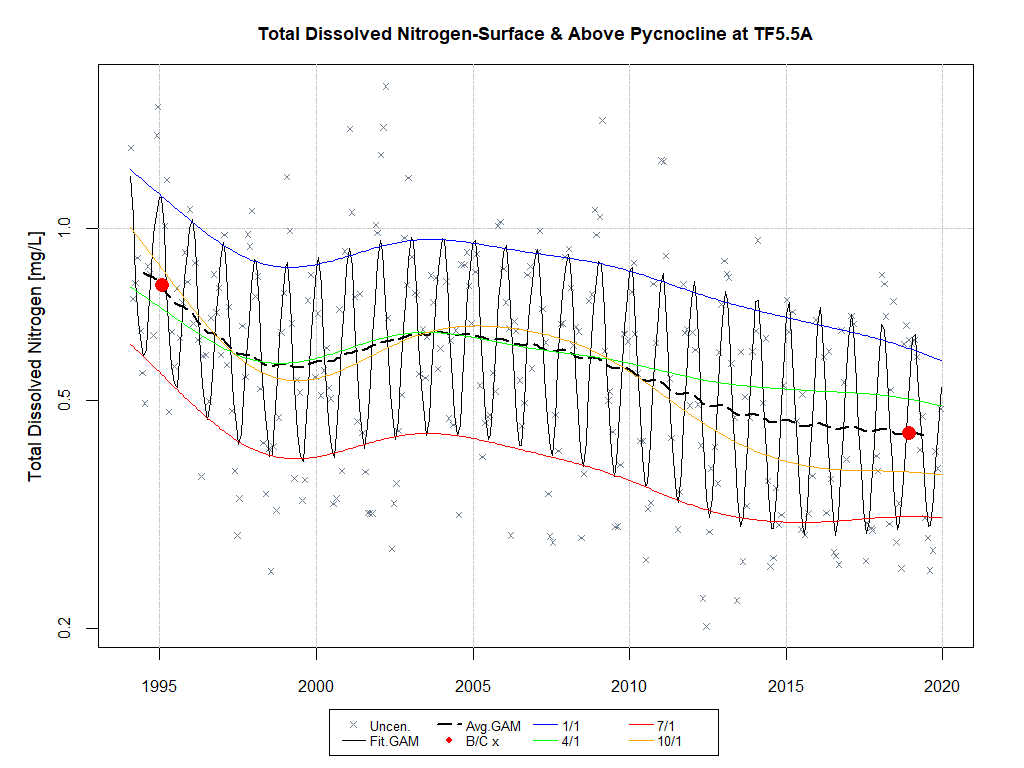 Total Dissolved Nitrogen-Surface & Above Pycnocline at TF5.5A
Total Dissolved Nitrogen [mg/L]
1.0
0.5
0.2
1995 2000 2005 2010 2015 2020
Uncen. Avg.GAM 1/1 7/1
Fit.GAM B/C x 4/1 10/1